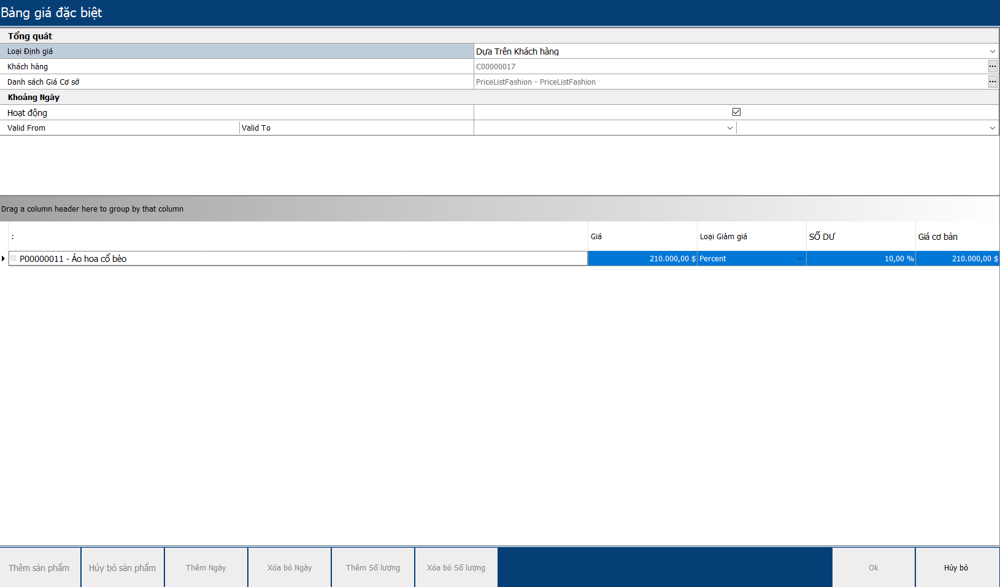 Bảng giá đặc biệt
Tổng quát
Loại Định giá Dựa Trên Khách hàng
Khách hàng C00000017
Danh sách Giá Cơ sở PriceListFashion - PriceListFashion
Khoảng Ngày
Hoạt động
Valid From Valid To
Drag a column header here to group by that column
: Giá Loại Giảm giá SỐ DƯ Giá cơ bản
P00000011 - Áo hoa cổ bèo 210.000,00 $ Percent 10,00 % 210.000,00 $
Thêm sản phẩm Hủy bỏ sản phẩm Thêm Ngày Xóa bỏ Ngày Thêm Số lượng Xóa bỏ Số lượng Ok Hủy bỏ